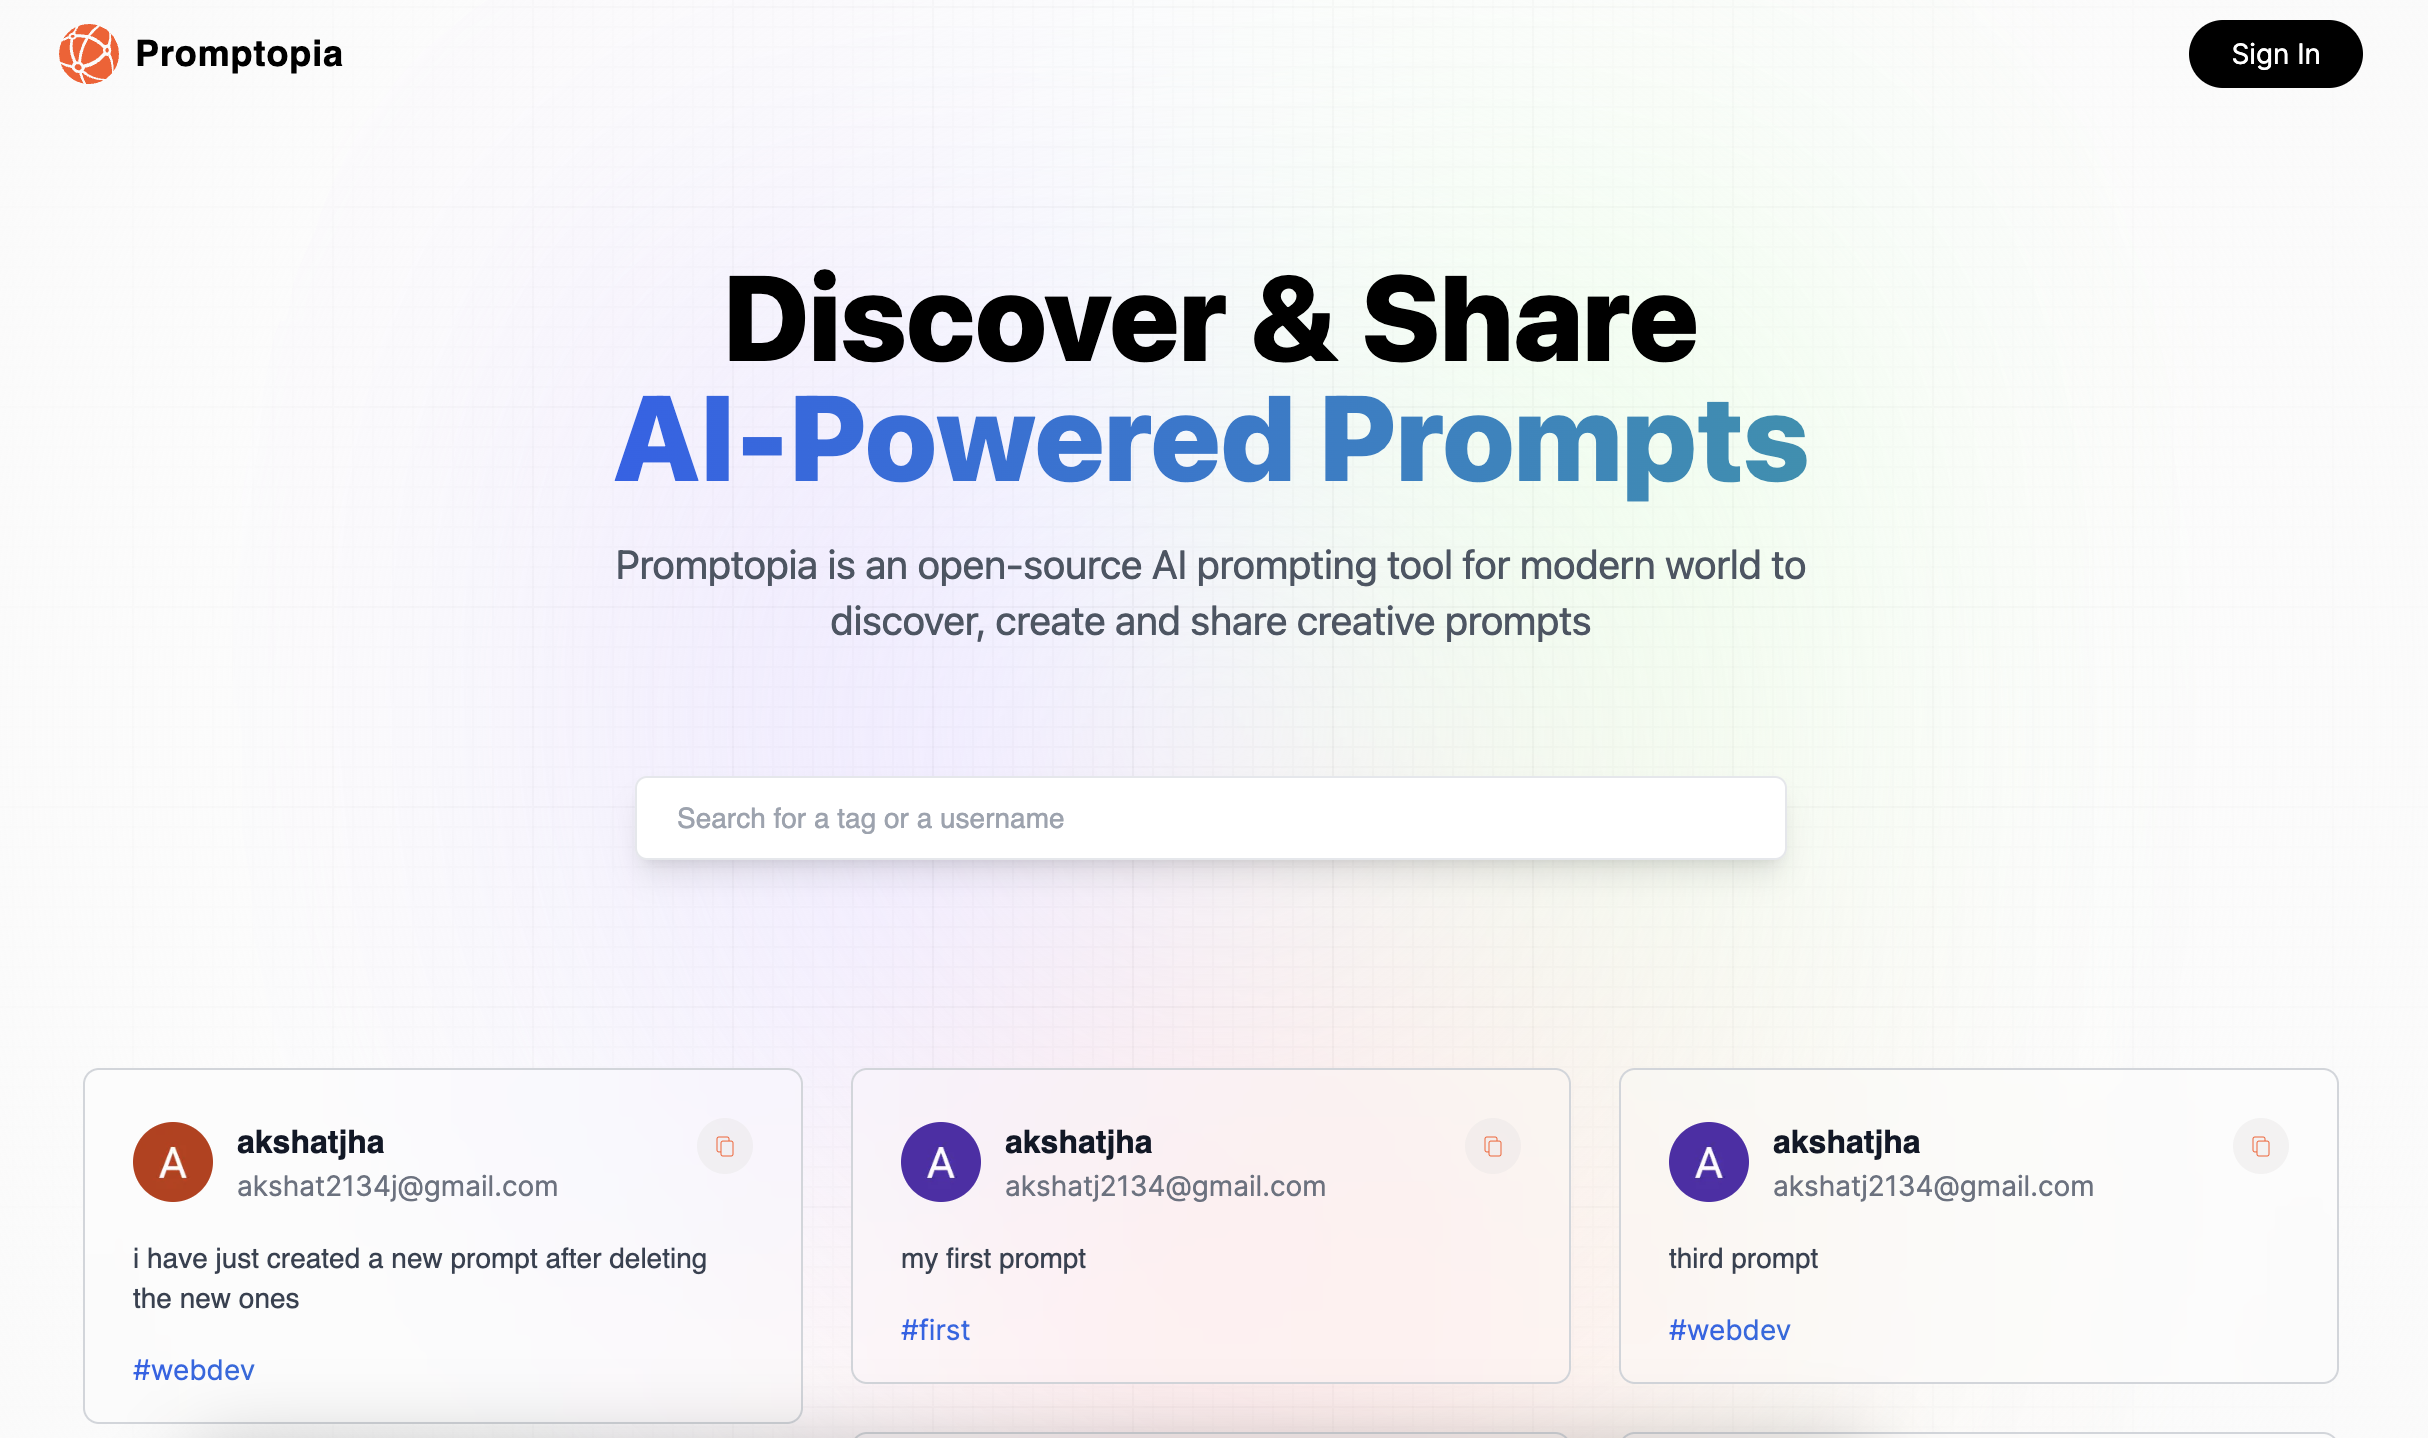 Promptopia
Sign In
Discover & Share
AI-Powered Prompts
Promptopia is an open-source AI prompting tool for modern world to
discover, create and share creative prompts
Search for a tag or a username
A
akshatjha
akshat2134j@gmail.com
i have just created a new prompt after deleting
the new ones
#webdev
A
akshatjha
akshatj2134@gmail.com
my first prompt
#first
A
akshatjha
akshatj2134@gmail.com
third prompt
#webdev